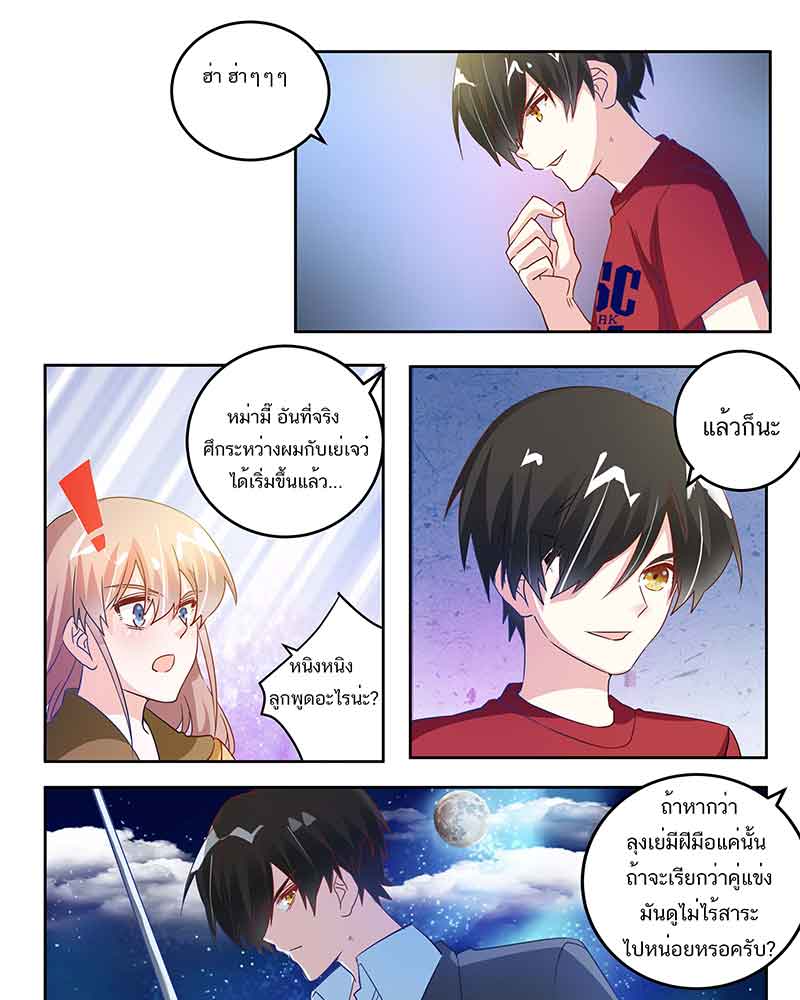 ฮ่า ฮ่าๆๆๆ
SC
หม่ามี๊ อันที่จริง
ศึกระหว่างผมกับเย่เจว๋
ได้เริ่มขึ้นแล้ว...
หนิงหนิง
ลูกพูดอะไรน่ะ?
แล้วก็นะ
ถ้าหากว่า
ลุงเย่มีฝีมือแค่นั้น
ถ้าจะเรียกว่าคู่แข่ง
มันดูไม่ไร้สาระ
ไปหน่อยหรอครับ?